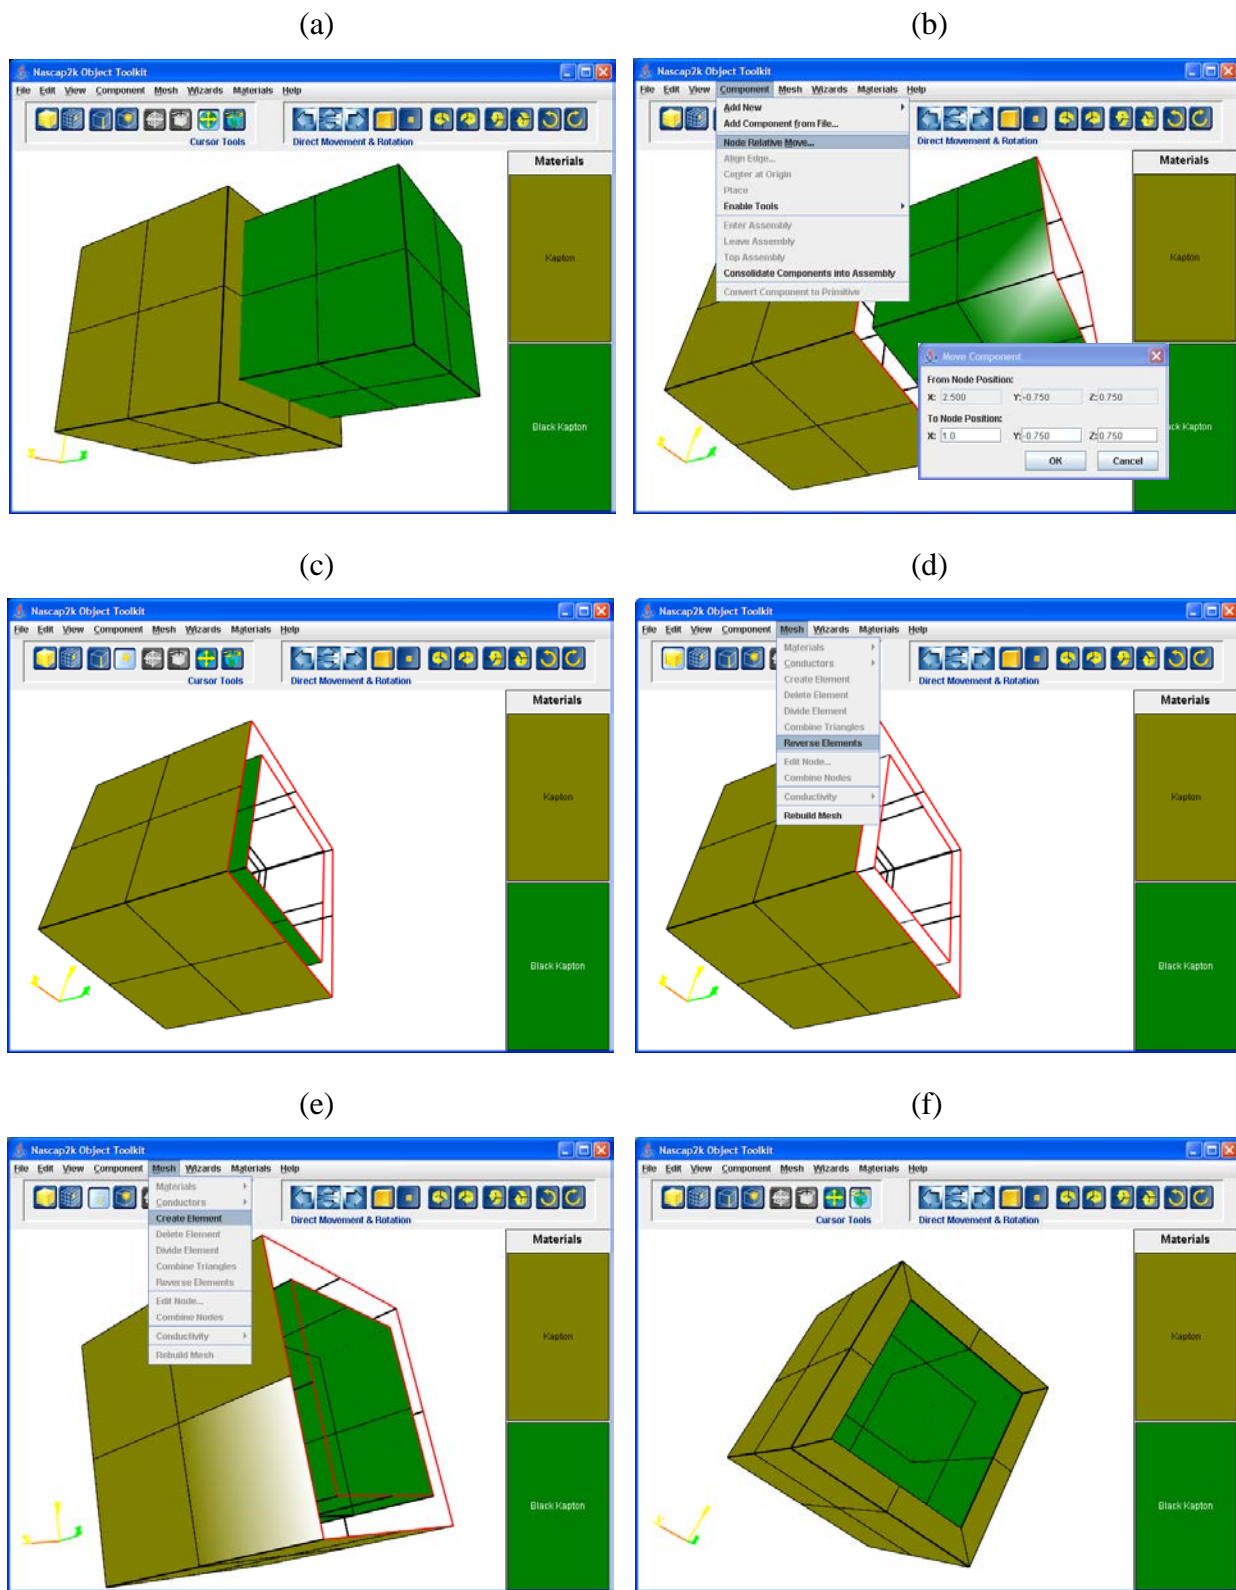 (a)
Nascap2k Object Toolkit
File Edit View Component Mesh Wizards Materials Help
Cursor Tools Direct Movement & Rotation
Materials
Kapton
Black Kapton
(b)
Nascap2k Object Toolkit
File Edit View Component Mesh Wizards Materials Help
Direct Movement & Rotation
Add New
Add Component from File...
Node Relative Move...
Align Edge...
Center at Origin
Place
Enable Tools
Enter Assembly
Leave Assembly
Top Assembly
Consolidate Components into Assembly
Convert Component to Primitive
Materials
Kapton
Move Component
From Node Position:
X: 2.500 Y: -0.750 Z: 0.750
To Node Position:
X: 1.0 Y: -0.750 Z: 0.750
OK Cancel
ck Kapton
(c)
Nascap2k Object Toolkit
File Edit View Component Mesh Wizards Materials Help
Cursor Tools Direct Movement & Rotation
Materials
Kapton
Black Kapton
(d)
Nascap2k Object Toolkit
File Edit View Component Mesh Wizards Materials Help
Direct Movement & Rotation
Materials
Conductors
Create Element
Delete Element
Divide Element
Combine Triangles
Reverse Elements
Edit Node...
Combine Nodes
Conductivity
Rebuild Mesh
Materials
Kapton
Black Kapton
(e)
Nascap2k Object Toolkit
File Edit View Component Mesh Wizards Materials Help
Direct Movement & Rotation
Materials
Conductors
Create Element
Delete Element
Divide Element
Combine Triangles
Reverse Elements
Edit Node...
Combine Nodes
Conductivity
Rebuild Mesh
Materials
Kapton
Black Kapton
(f)
Nascap2k Object Toolkit
File Edit View Component Mesh Wizards Materials Help
Cursor Tools Direct Movement & Rotation
Materials
Kapton
Black Kapton